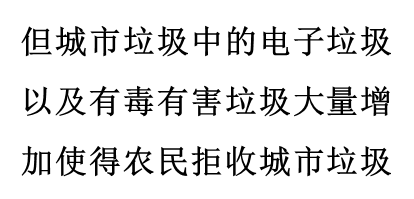 但城市垃圾中的电子垃圾
以及有毒有害垃圾大量增
加使得农民拒收城市垃圾